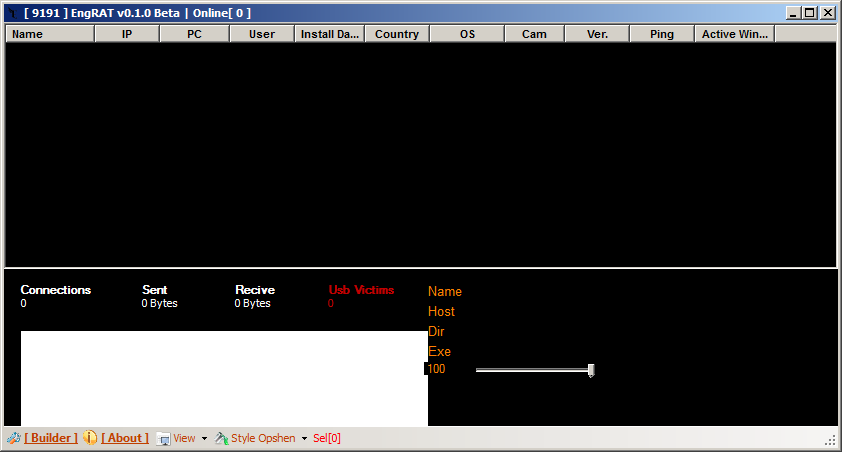 [ 9191 ] EngRAT v0.1.0 Beta | Online[ 0 ]
Name IP PC User Install Da... Country OS Cam Ver. Ping Active Win...
Connections Sent Recive Usb Victims
0 0 Bytes 0 Bytes 0
Name
Host
Dir
Exe
100
[ Builder ] [ About ] View Style Opshen Sel[0]